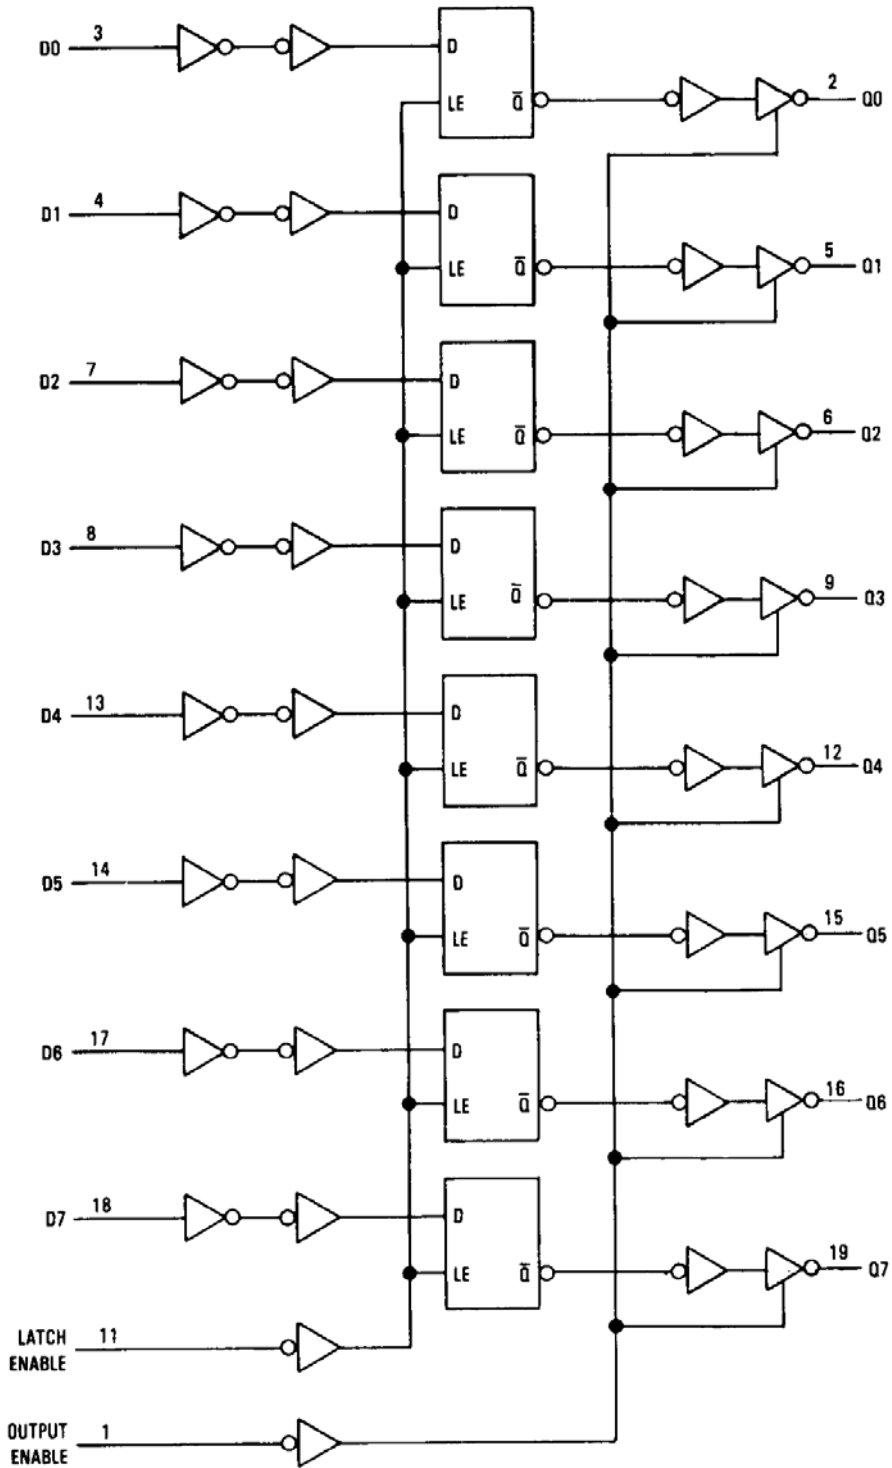 D0 3 D
LE Q̅ 2 Q0
D1 4 D
LE Q̅ 5 Q1
D2 7 D
LE Q̅ 6 Q2
D3 8 D
LE Q̅ 9 Q3
D4 13 D
LE Q̅ 12 Q4
D5 14 D
LE Q̅ 15 Q5
D6 17 D
LE Q̅ 16 Q6
D7 18 D
LE Q̅ 19 Q7
LATCH 11
ENABLE
OUTPUT 1
ENABLE